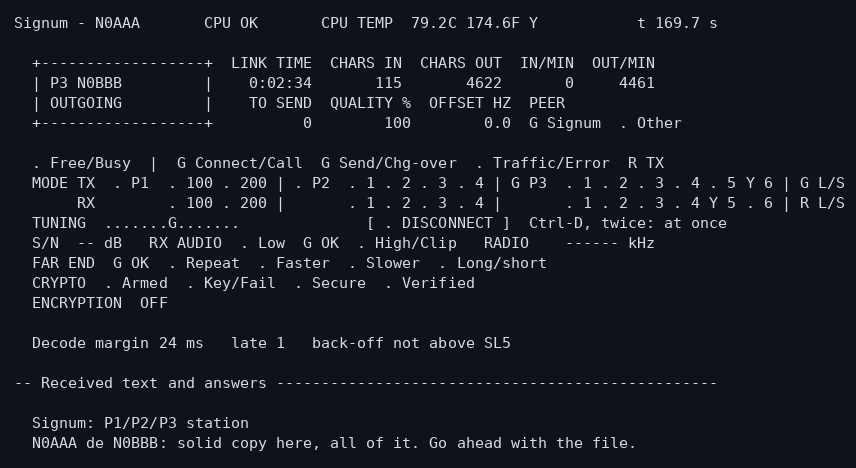 Signum - N0AAA       CPU OK       CPU TEMP  79.2C 174.6F Y           t 169.7 s
+------------------+  LINK TIME  CHARS IN  CHARS OUT  IN/MIN  OUT/MIN
| P3 N0BBB         |    0:02:34       115       4622       0     4461
| OUTGOING         |    TO SEND  QUALITY %  OFFSET HZ  PEER
+------------------+          0        100        0.0  G Signum  . Other
. Free/Busy  |  G Connect/Call  G Send/Chg-over  . Traffic/Error  R TX
MODE TX  . P1  . 100 . 200 | . P2  . 1 . 2 . 3 . 4 | G P3  . 1 . 2 . 3 . 4 . 5 Y 6 | G L/S
     RX        . 100 . 200 |       . 1 . 2 . 3 . 4 |       . 1 . 2 . 3 . 4 Y 5 . 6 | R L/S
TUNING  .......G.......              [ . DISCONNECT ]  Ctrl-D, twice: at once
S/N  -- dB   RX AUDIO  . Low  G OK  . High/Clip   RADIO    ------ kHz
FAR END  G OK  . Repeat  . Faster  . Slower  . Long/short
CRYPTO  . Armed  . Key/Fail  . Secure  . Verified
ENCRYPTION  OFF
Decode margin 24 ms   late 1   back-off not above SL5
-- Received text and answers -------------------------------------------------
Signum: P1/P2/P3 station
N0AAA de N0BBB: solid copy here, all of it. Go ahead with the file.